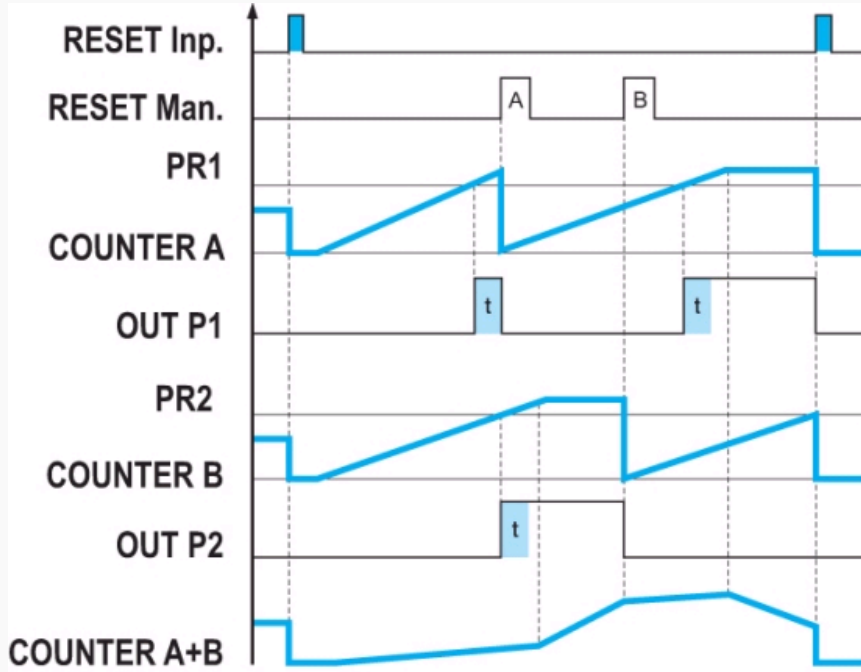 RESET Inp.
RESET Man.
A
B
PR1
COUNTER A
OUT P1
t
t
PR2
COUNTER B
OUT P2
t
COUNTER A+B